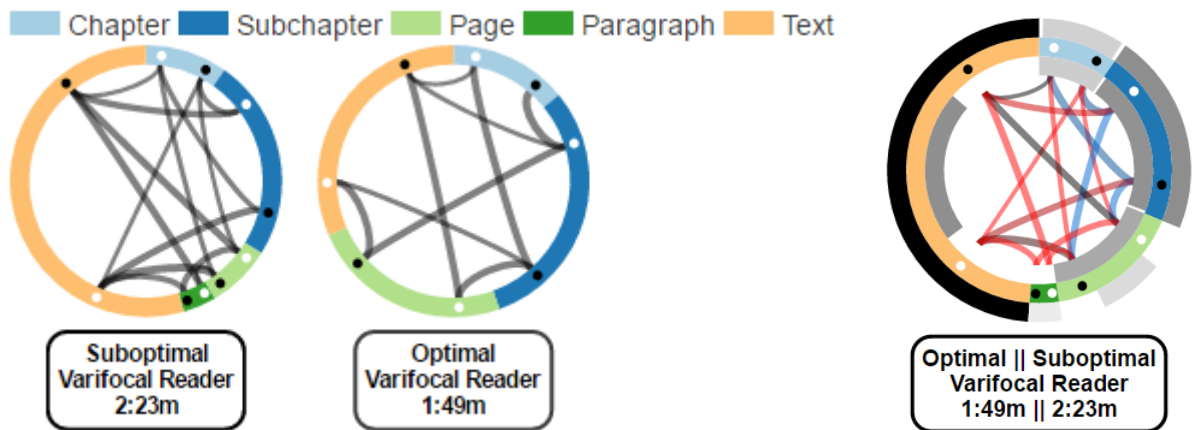 Chapter Subchapter Page Paragraph Text
Suboptimal
Varifocal Reader
2:23m
Optimal
Varifocal Reader
1:49m
Optimal || Suboptimal
Varifocal Reader
1:49m || 2:23m